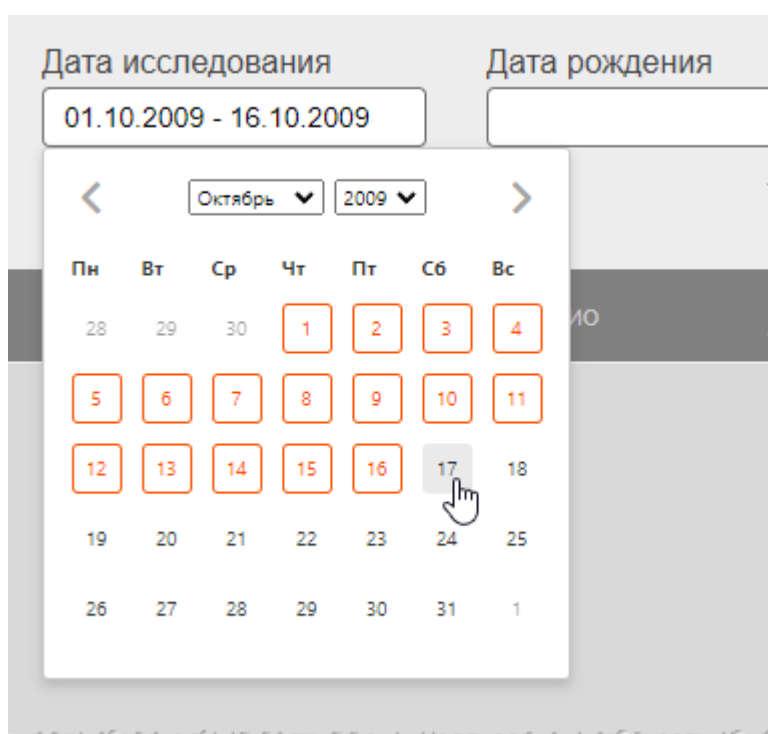 Дата исследования Дата рождения
01.10.2009 - 16.10.2009
Октябрь 2009
Пн Вт Ср Чт Пт Сб Вс
28 29 30 1 2 3 4
ио
5 6 7 8 9 10 11
12 13 14 15 16 17 18
19 20 21 22 23 24 25
26 27 28 29 30 31 1